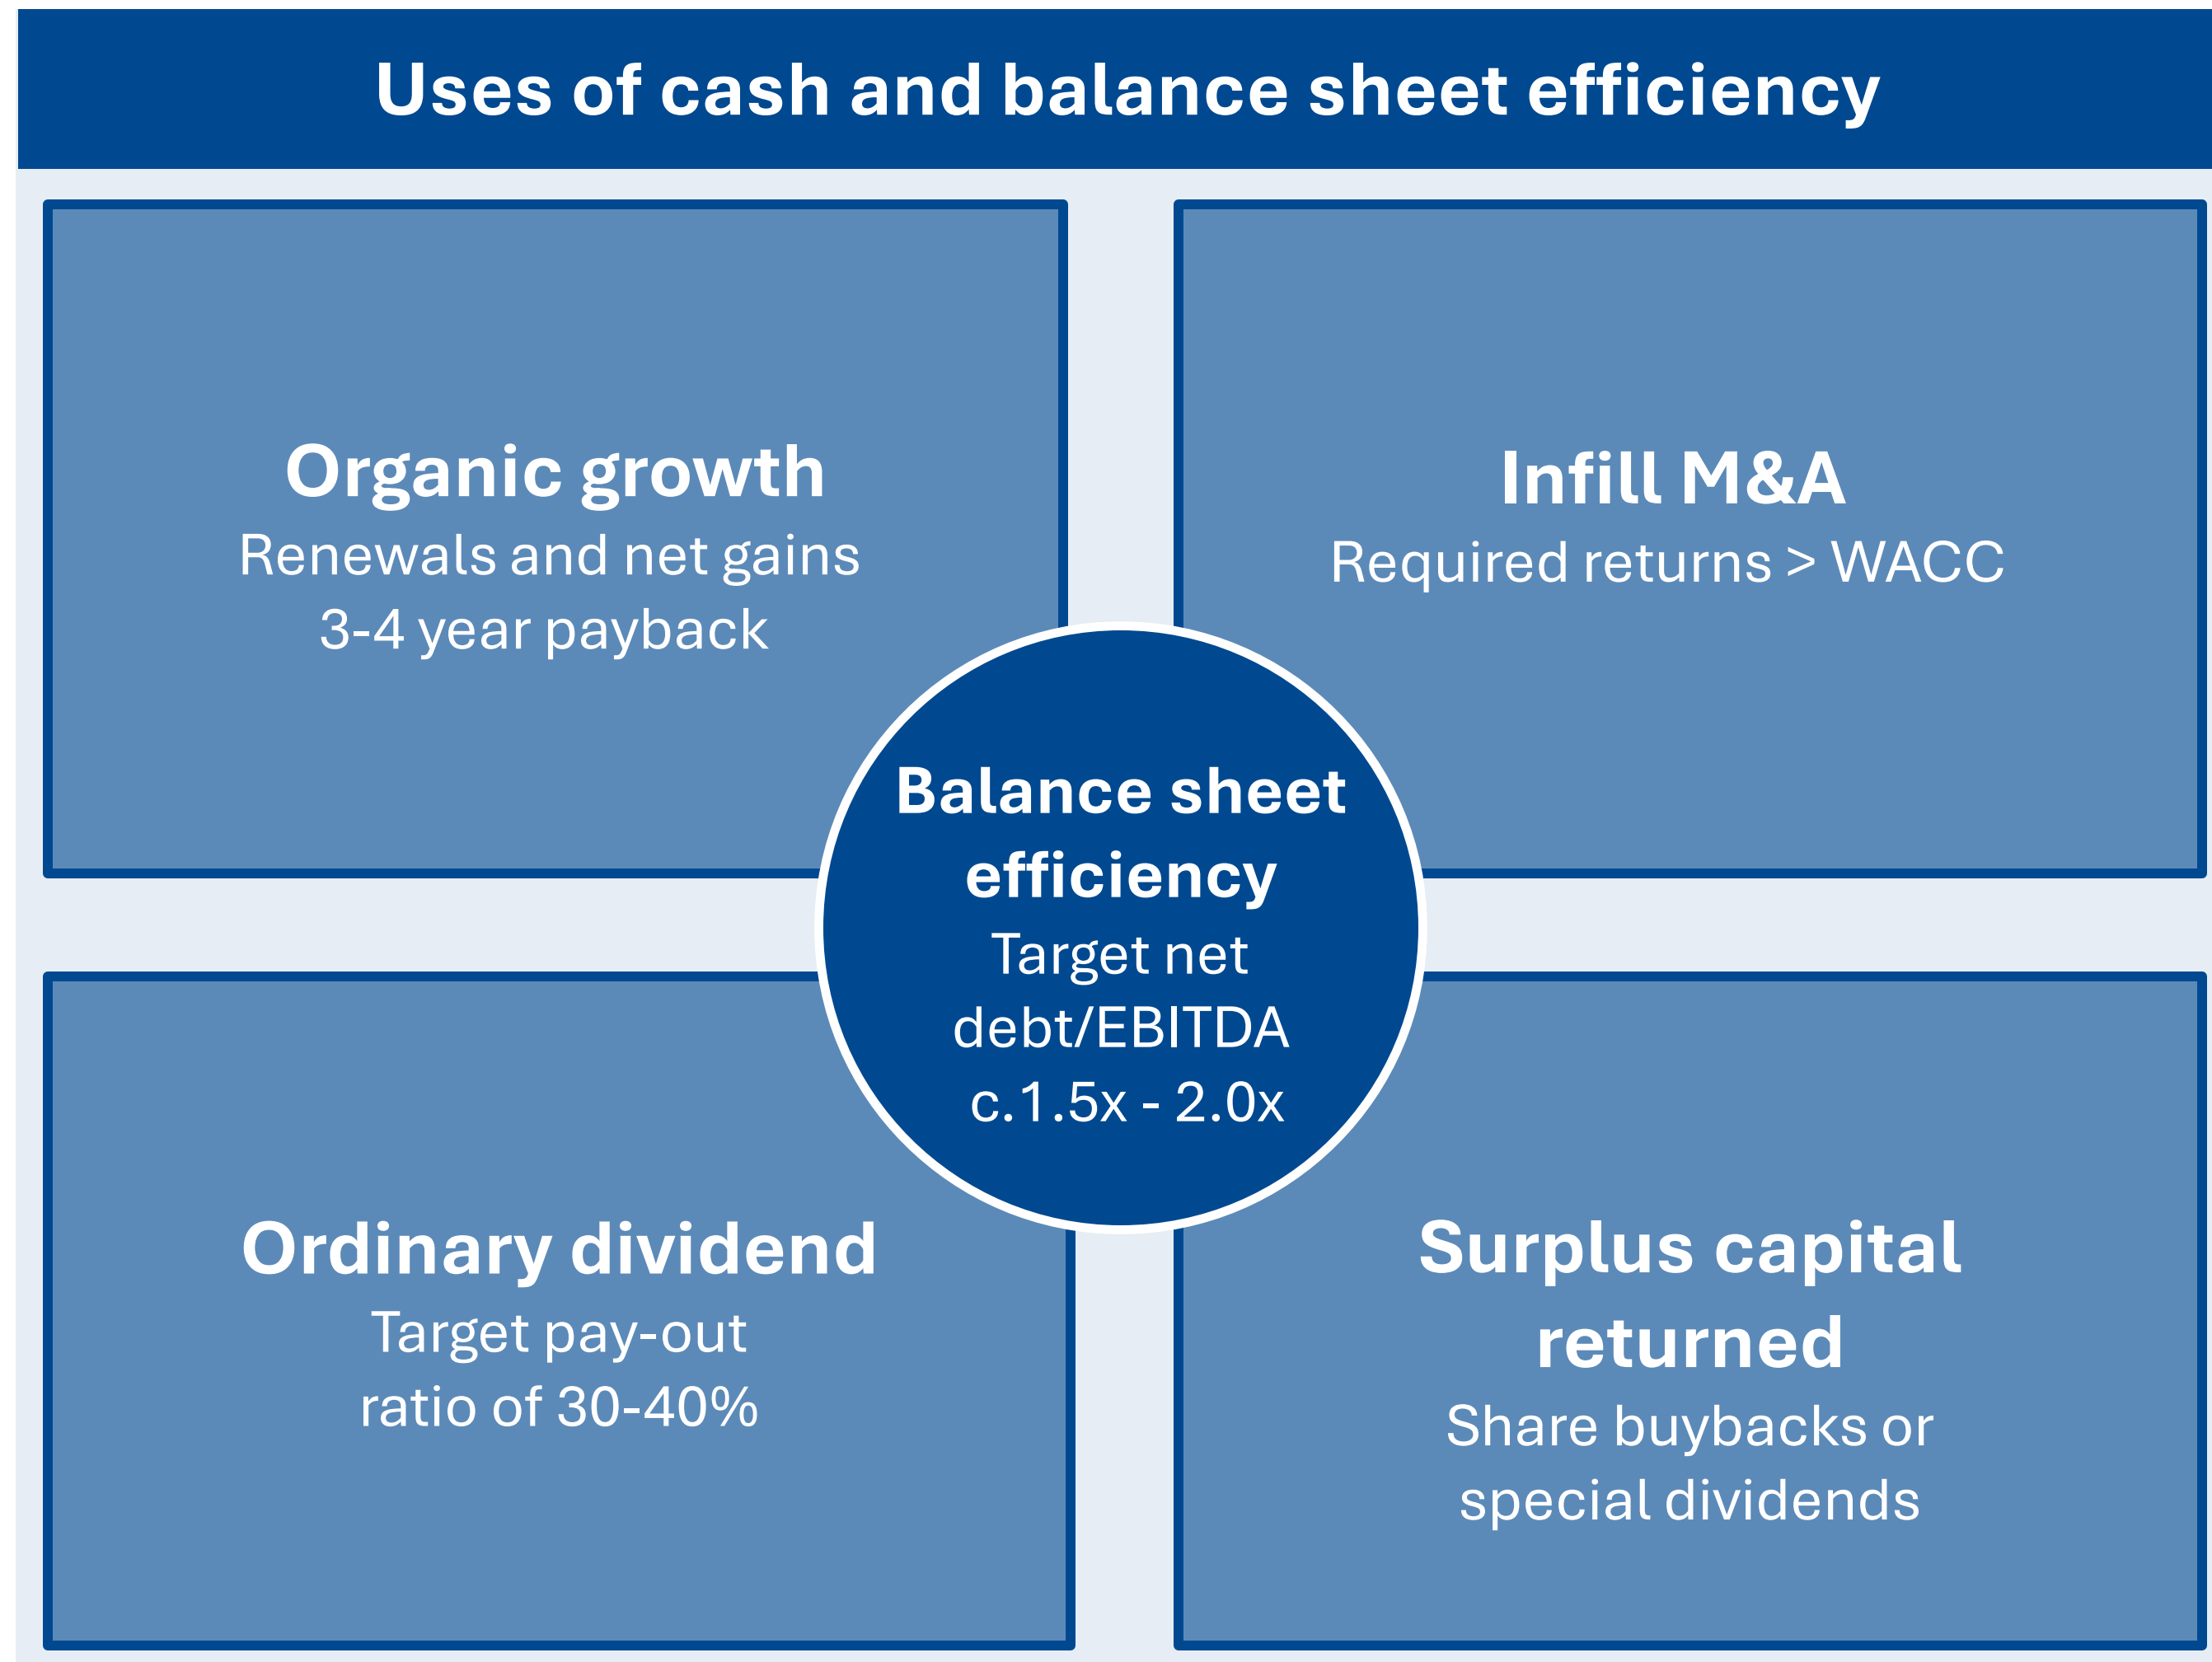 Uses of cash and balance sheet efficiency
Organic growth
Renewals and net gains
3-4 year payback
Infill M&A
Required returns > WACC
Balance sheet
efficiency
Target net
debt/EBITDA
c.1.5x - 2.0x
Ordinary dividend
Target pay-out
ratio of 30-40%
Surplus capital
returned
Share buybacks or
special dividends